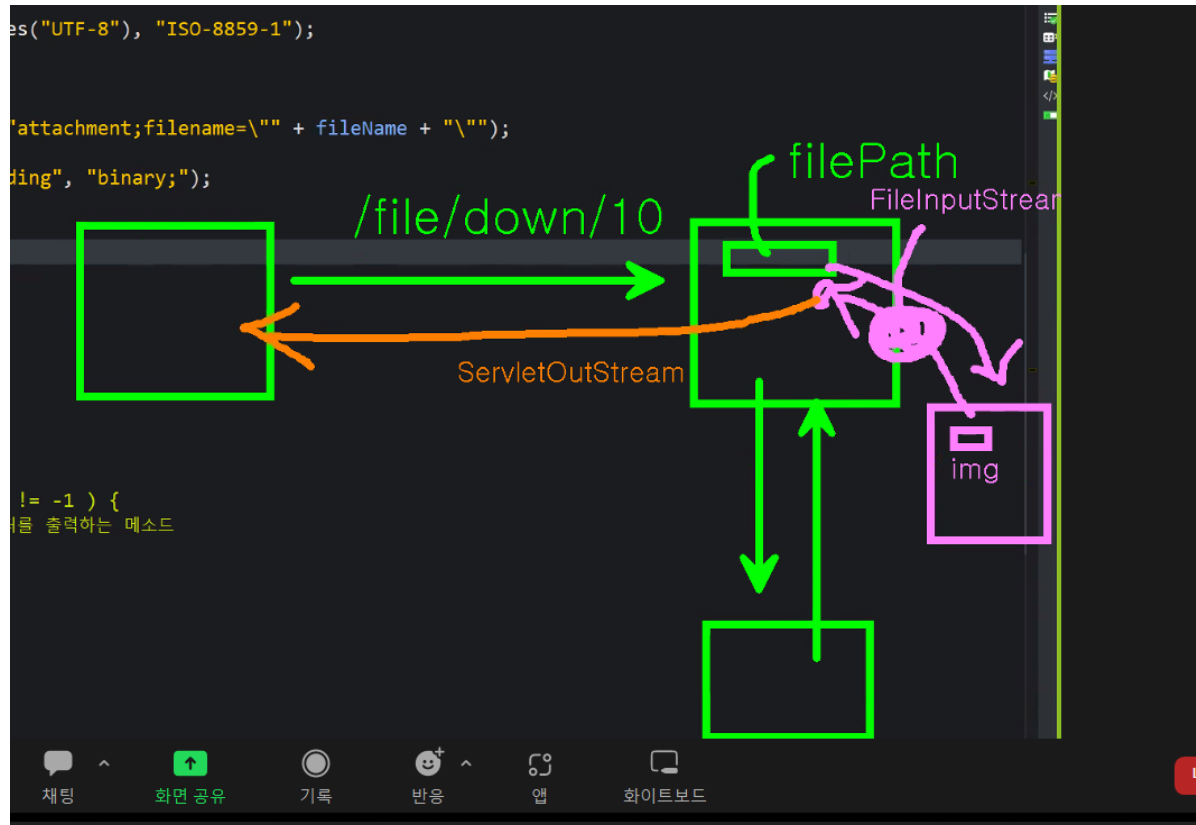 es("UTF-8"), "ISO-8859-1");
"attachment;filename=\"" + fileName + "\"");
ding", "binary;");
filePath
FileInputStrear
/file/down/10
ServletOutStream
img
!= -1 ) {
를 출력하는 메소드
채팅
화면 공유
기록
반응
앱
화이트보드